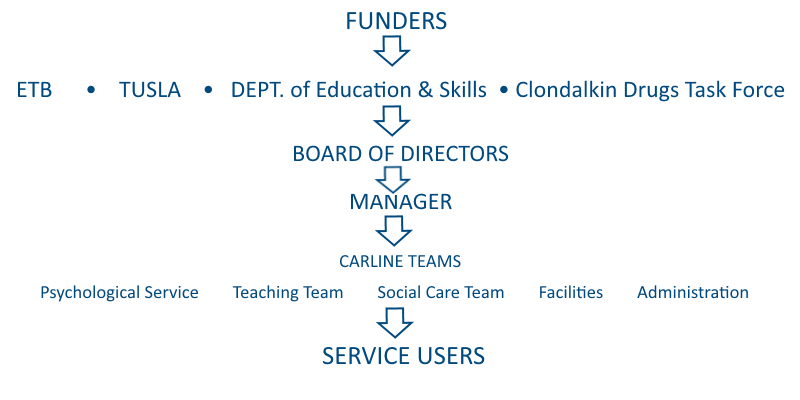 FUNDERS
ETB • TUSLA • DEPT. of Education & Skills • Clondalkin Drugs Task Force
BOARD OF DIRECTORS
MANAGER
CARLINE TEAMS
Psychological Service Teaching Team Social Care Team Facilities Administration
SERVICE USERS